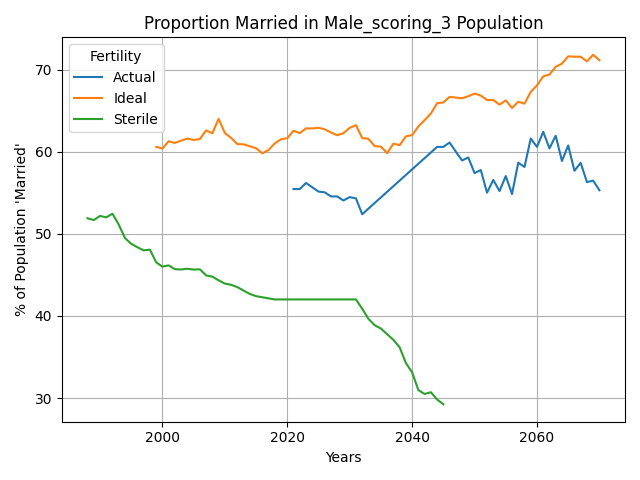 Proportion Married in Male_scoring_3 Population
Fertility
Actual
Ideal
Sterile
% of Population 'Married'
70
60
50
40
30
2000
2020
2040
2060
Years